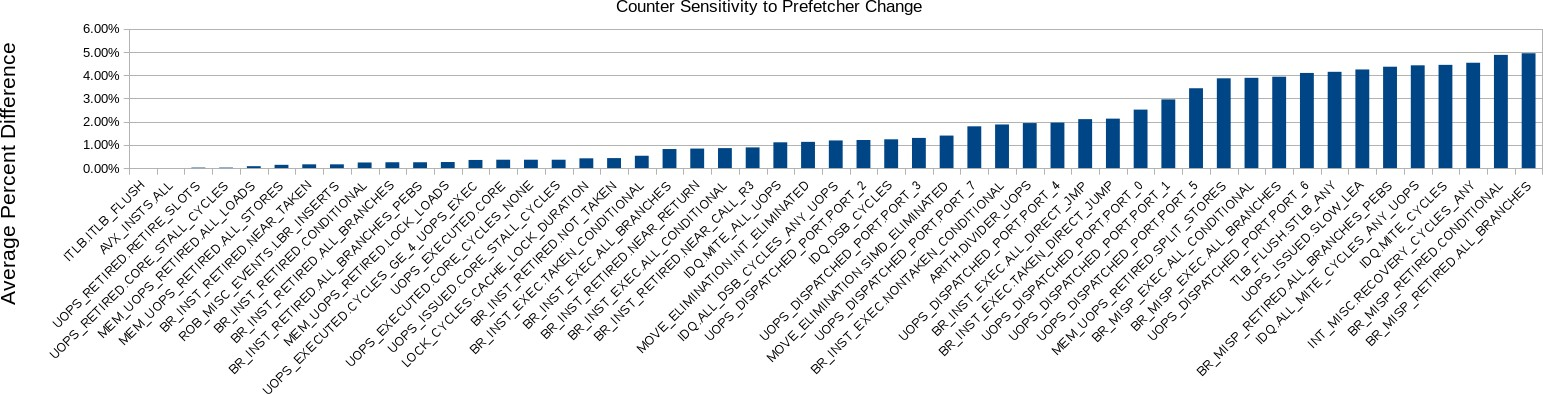 Counter Sensitivity to Prefetcher Change
Average Percent Difference
6.00%
5.00%
4.00%
3.00%
2.00%
1.00%
0.00%
ITLB.ITLB_FLUSH
AVX_INSTS.ALL
UOPS_RETIRED.RETIRE_SLOTS
UOPS_RETIRED.CORE_STALL_CYCLES
MEM_UOPS_RETIRED.ALL_LOADS
MEM_UOPS_RETIRED.ALL_STORES
BR_INST_RETIRED.NEAR_TAKEN
ROB_MISC_EVENTS.LBR_INSERTS
BR_INST_RETIRED.CONDITIONAL
BR_INST_RETIRED.ALL_BRANCHES
BR_INST_RETIRED.ALL_BRANCHES_PEBS
MEM_UOPS_RETIRED.LOCK_LOADS
UOPS_EXECUTED.CYCLES_GE_4_UOPS_EXEC
UOPS_EXECUTED.CORE
UOPS_EXECUTED.CORE_CYCLES_NONE
UOPS_ISSUED.CORE_STALL_CYCLES
LOCK_CYCLES.CACHE_LOCK_DURATION
BR_INST_RETIRED.NOT_TAKEN
BR_INST_EXEC.TAKEN_CONDITIONAL
BR_INST_EXEC.ALL_BRANCHES
BR_INST_RETIRED.NEAR_RETURN
BR_INST_EXEC.ALL_CONDITIONAL
BR_INST_RETIRED.NEAR_CALL_R3
IDQ.MITE_ALL_UOPS
MOVE_ELIMINATION.INT_ELIMINATED
IDQ.ALL_DSB_CYCLES_ANY_UOPS
UOPS_DISPATCHED_PORT.PORT_2
IDQ.DSB_CYCLES
UOPS_DISPATCHED_PORT.PORT_3
MOVE_ELIMINATION.SIMD_ELIMINATED
UOPS_DISPATCHED_PORT.PORT_7
BR_INST_EXEC.NONTAKEN_CONDITIONAL
ARITH.DIVIDER_UOPS
UOPS_DISPATCHED_PORT.PORT_4
BR_INST_EXEC.ALL_DIRECT_JMP
BR_INST_EXEC.TAKEN_DIRECT_JUMP
UOPS_DISPATCHED_PORT.PORT_0
UOPS_DISPATCHED_PORT.PORT_1
UOPS_DISPATCHED_PORT.PORT_5
MEM_UOPS_RETIRED.SPLIT_STORES
BR_MISP_EXEC.ALL_CONDITIONAL
BR_MISP_EXEC.ALL_BRANCHES
UOPS_DISPATCHED_PORT.PORT_6
TLB_FLUSH.STLB_ANY
UOPS_ISSUED.SLOW_LEA
BR_MISP_RETIRED.ALL_BRANCHES_PEBS
IDQ.ALL_MITE_CYCLES_ANY_UOPS
IDQ.MITE_CYCLES
INT_MISC.RECOVERY_CYCLES_ANY
BR_MISP_RETIRED.CONDITIONAL
BR_MISP_RETIRED.ALL_BRANCHES